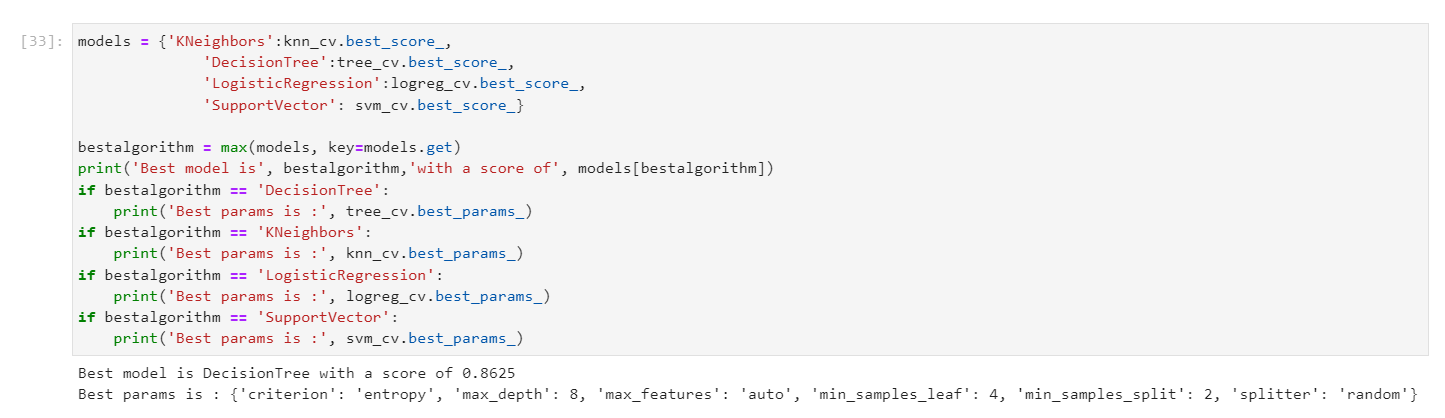 [33]: models = {'KNeighbors':knn_cv.best_score_,
'DecisionTree':tree_cv.best_score_,
'LogisticRegression':logreg_cv.best_score_,
'SupportVector': svm_cv.best_score_}
bestalgorithm = max(models, key=models.get)
print('Best model is', bestalgorithm,'with a score of', models[bestalgorithm])
if bestalgorithm == 'DecisionTree':
print('Best params is :', tree_cv.best_params_)
if bestalgorithm == 'KNeighbors':
print('Best params is :', knn_cv.best_params_)
if bestalgorithm == 'LogisticRegression':
print('Best params is :', logreg_cv.best_params_)
if bestalgorithm == 'SupportVector':
print('Best params is :', svm_cv.best_params_)
Best model is DecisionTree with a score of 0.8625
Best params is : {'criterion': 'entropy', 'max_depth': 8, 'max_features': 'auto', 'min_samples_leaf': 4, 'min_samples_split': 2, 'splitter': 'random'}